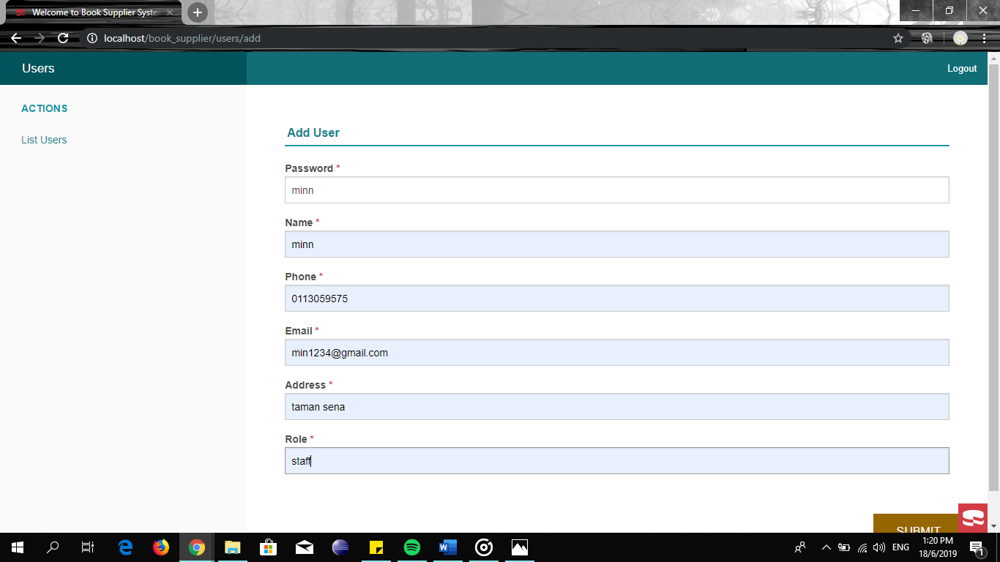 Welcome to Book Supplier Syste
localhost/book_supplier/users/add
Users
Logout
ACTIONS
List Users
Add User
Password *
minn
Name *
minn
Phone *
0113059575
Email *
min1234@gmail.com
Address *
taman sena
Role *
staff
SUBMIT
ENG
1:20 PM
18/6/2019
1